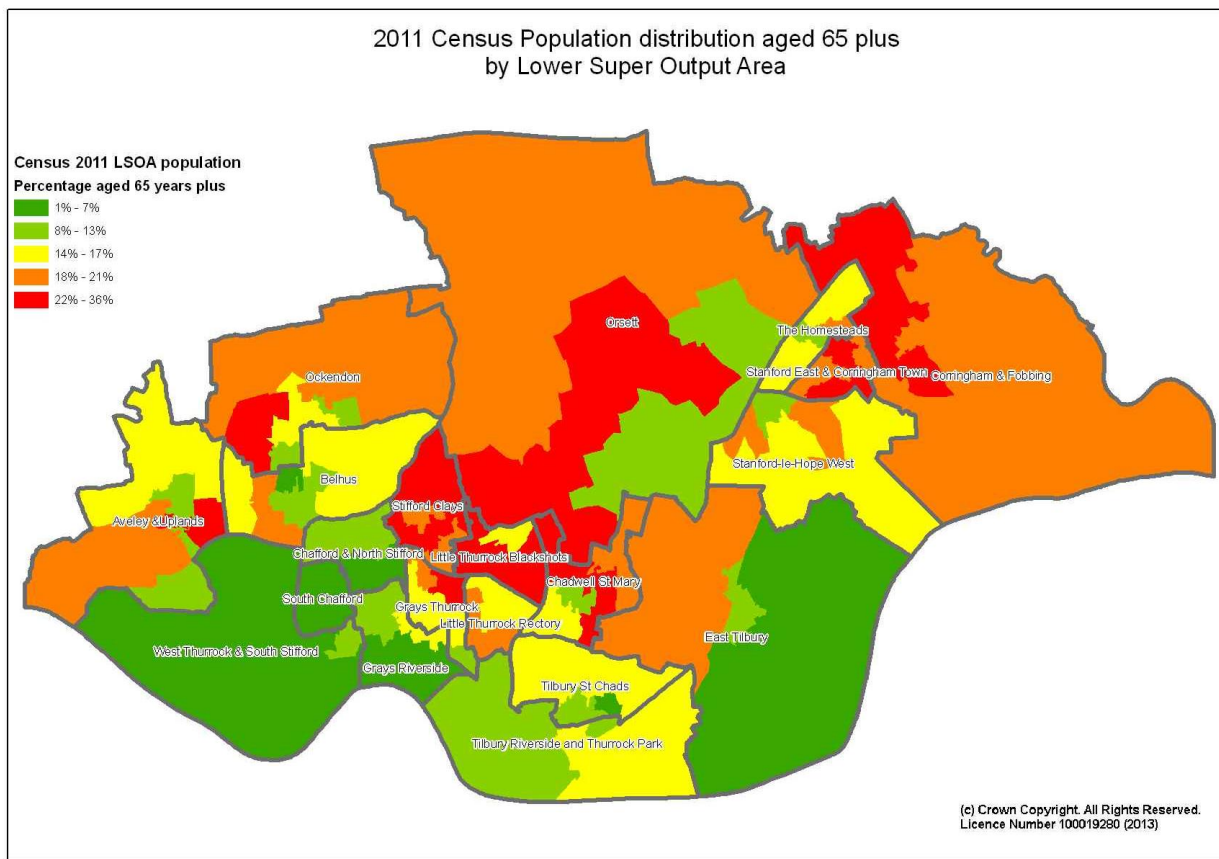 2011 Census Population distribution aged 65 plus
by Lower Super Output Area
Census 2011 LSOA population
Percentage aged 65 years plus
1% - 7%
8% - 13%
14% - 17%
18% - 21%
22% - 36%
Orsett
The Homesteads
Stanford East & Corringham Town
Corringham & Fobbing
Ockendon
Stanford-le-Hope West
Belhus
Stifford Clays
Aveley &Uplands
Chafford & North Stifford
Little Thurrock Blackshots
Chadwell St Mary
South Chafford
Grays Thurrock
Little Thurrock Rectory
East Tilbury
West Thurrock & South Stifford
Grays Riverside
Tilbury St Chads
Tilbury Riverside and Thurrock Park
(c) Crown Copyright. All Rights Reserved.
Licence Number 100019280 (2013)